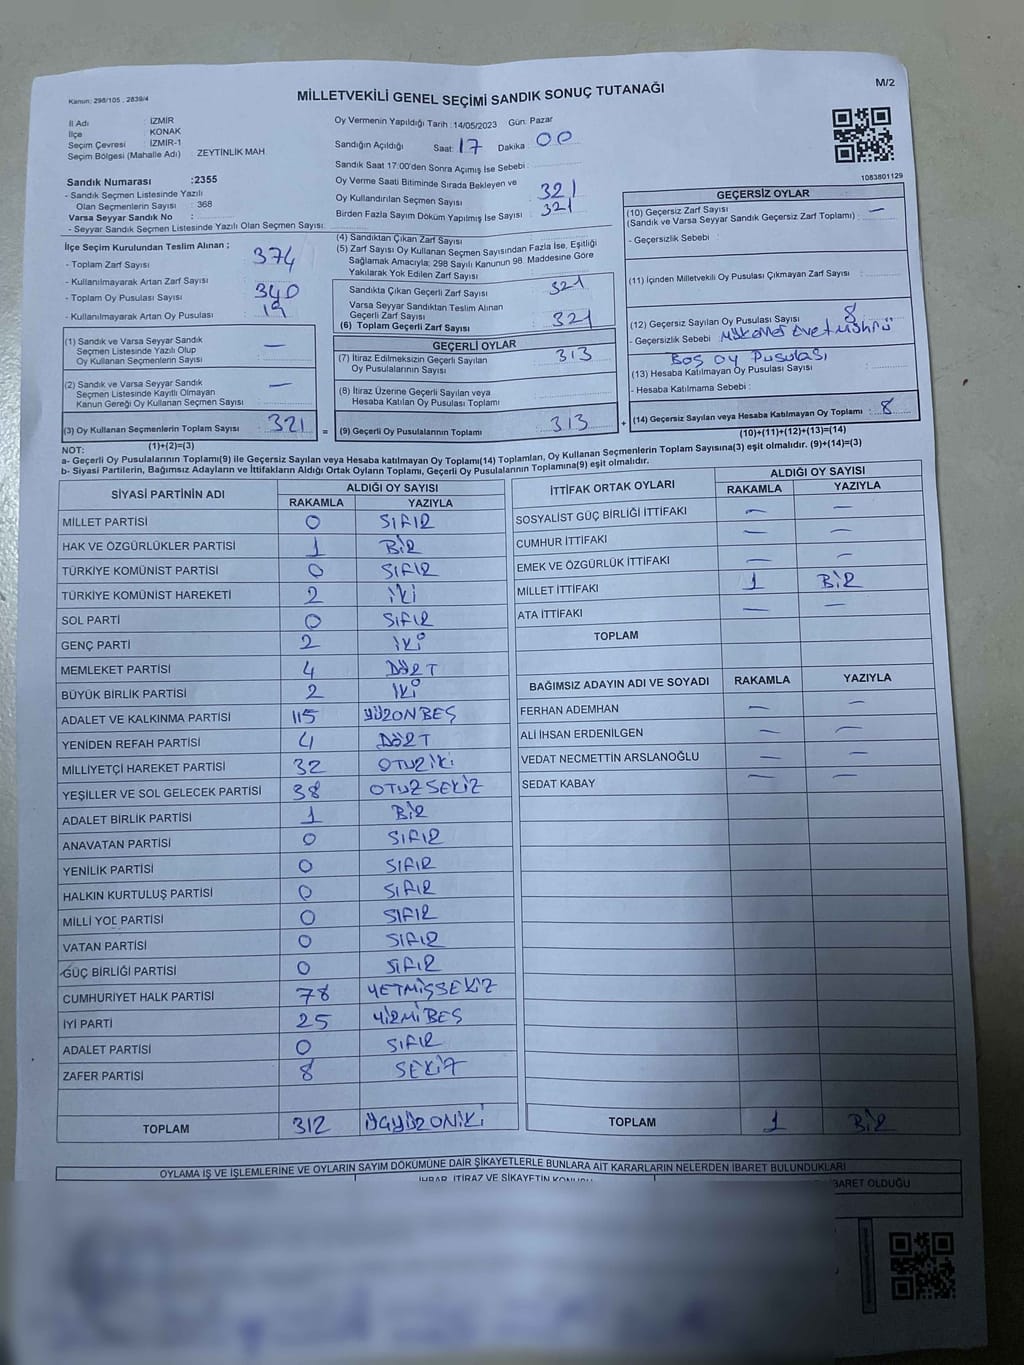 Kanun: 298/105 , 2839/4
MİLLETVEKİLİ GENEL SEÇİMİ SANDIK SONUÇ TUTANAĞI
M/2
İl Adı : İZMİR
İlçe : KONAK
Seçim Çevresi : İZMİR-1
Seçim Bölgesi (Mahalle Adı) : ZEYTİNLİK MAH.
Oy Vermenin Yapıldığı Tarih : 14/05/2023 Gün: Pazar
Sandığın Açıldığı Saat: 17 Dakika : 00
Sandık Saat 17:00'den Sonra Açımış İse Sebebi :
Sandık Numarası :2355
- Sandık Seçmen Listesinde Yazılı
Olan Seçmenlerin Sayısı : 368
Varsa Seyyar Sandık No :
- Seyyar Sandık Seçmen Listesinde Yazılı Olan Seçmen Sayısı:
Oy Verme Saati Bitiminde Sırada Bekleyen ve
Oy Kullandırılan Seçmen Sayısı : 321
Birden Fazla Sayım Döküm Yapılmış İse Sayısı : 321
1083801129
İlçe Seçim Kurulundan Teslim Alınan ;
- Toplam Zarf Sayısı : 374
- Kullanılmayarak Artan Zarf Sayısı :
- Toplam Oy Pusulası Sayısı : 340
- Kullanılmayarak Artan Oy Pusulası : 19
(4) Sandıktan Çıkan Zarf Sayısı :
(5) Zarf Sayısı Oy Kullanan Seçmen Sayısından Fazla İse, Eşitliği
Sağlamak Amacıyla; 298 Sayılı Kanunun 98. Maddesine Göre
Yakılarak Yok Edilen Zarf Sayısı :
Sandıkta Çıkan Geçerli Zarf Sayısı : 321
Varsa Seyyar Sandıktan Teslim Alınan
Geçerli Zarf Sayısı :
(6) Toplam Geçerli Zarf Sayısı : 321
GEÇERSİZ OYLAR
(10) Geçersiz Zarf Sayısı
(Sandık ve Varsa Seyyar Sandık Geçersiz Zarf Toplamı) : —
- Geçersizlik Sebebi :
(11) İçinden Milletvekili Oy Pusulası Çıkmayan Zarf Sayısı :
(12) Geçersiz Sayılan Oy Pusulası Sayısı : 8
- Geçersizlik Sebebi : Evet Mührü
Boş Oy Pusulası
(13) Hesaba Katılmayan Oy Pusulası Sayısı :
- Hesaba Katılmama Sebebi :
(14) Geçersiz Sayılan veya Hesaba Katılmayan Oy Toplamı : 8
(10)+(11)+(12)+(13)=(14)
(1) Sandık ve Varsa Seyyar Sandık
Seçmen Listesinde Yazılı Olup
Oy Kullanan Seçmenlerin Sayısı : —
(2) Sandık ve Varsa Seyyar Sandık
Seçmen Listesinde Kayıtlı Olmayan
Kanun Gereği Oy Kullanan Seçmen Sayısı : —
(3) Oy Kullanan Seçmenlerin Toplam Sayısı : 321 =
(1)+(2)=(3)
GEÇERLİ OYLAR
(7) İtiraz Edilmeksizin Geçerli Sayılan
Oy Pusulalarının Sayısı : 313
(8) İtiraz Üzerine Geçerli Sayılan veya
Hesaba Katılan Oy Pusulası Toplamı :
(9) Geçerli Oy Pusulalarının Toplamı : 313 +
NOT:
a- Geçerli Oy Pusulalarının Toplamı(9) ile Geçersiz Sayılan veya Hesaba Katılmayan Oy Toplamı(14) Toplamları, Oy Kullanan Seçmenlerin Toplam Sayısına(3) eşit olmalıdır. (9)+(14)=(3)
b- Siyasi Partilerin, Bağımsız Adayların ve İttifakların Aldığı Ortak Oyların Toplamı, Geçerli Oy Pusulalarının Toplamına(9) eşit olmalıdır.
SİYASİ PARTİNİN ADI ALDIĞI OY SAYISI
RAKAMLA YAZIYLA
MİLLET PARTİSİ 0 SIFIR
HAK VE ÖZGÜRLÜKLER PARTİSİ 1 BİR
TÜRKİYE KOMÜNİST PARTİSİ 0 SIFIR
TÜRKİYE KOMÜNİST HAREKETİ 2 İKİ
SOL PARTİ 0 SIFIR
GENÇ PARTİ 2 İKİ
MEMLEKET PARTİSİ 4 DÖRT
BÜYÜK BİRLİK PARTİSİ 2 İKİ
ADALET VE KALKINMA PARTİSİ 115 YÜZONBEŞ
YENİDEN REFAH PARTİSİ 4 DÖRT
MİLLİYETÇİ HAREKET PARTİSİ 32 OTUZİKİ
YEŞİLLER VE SOL GELECEK PARTİSİ 38 OTUZSEKİZ
ADALET BİRLİK PARTİSİ 1 BİR
ANAVATAN PARTİSİ 0 SIFIR
YENİLİK PARTİSİ 0 SIFIR
HALKIN KURTULUŞ PARTİSİ 0 SIFIR
MİLLİ YOL PARTİSİ 0 SIFIR
VATAN PARTİSİ 0 SIFIR
GÜÇ BİRLİĞİ PARTİSİ 0 SIFIR
CUMHURİYET HALK PARTİSİ 78 YETMİŞSEKİZ
İYİ PARTİ 25 YİRMİBEŞ
ADALET PARTİSİ 0 SIFIR
ZAFER PARTİSİ 8 SEKİZ
TOPLAM 312 ÜÇYÜZONİKİ
İTTİFAK ORTAK OYLARI ALDIĞI OY SAYISI
RAKAMLA YAZIYLA
SOSYALİST GÜÇ BİRLİĞİ İTTİFAKI — —
CUMHUR İTTİFAKI — —
EMEK VE ÖZGÜRLÜK İTTİFAKI — —
MİLLET İTTİFAKI 1 BİR
ATA İTTİFAKI — —
TOPLAM
BAĞIMSIZ ADAYIN ADI VE SOYADI RAKAMLA YAZIYLA
FERHAN ADEMHAN — —
ALİ İHSAN ERDENİLGEN — —
VEDAT NECMETTİN ARSLANOĞLU — —
SEDAT KABAY — —
TOPLAM 1 BİR
OYLAMA İŞ VE İŞLEMLERİNE VE OYLARIN SAYIM DÖKÜMÜNE DAİR ŞİKAYETLERLE BUNLARA AİT KARARLARIN NELERDEN İBARET BULUNDUKLARI
İHBAR, İTİRAZ VE ŞİKAYETİN KONUSU
BARET OLDUĞU